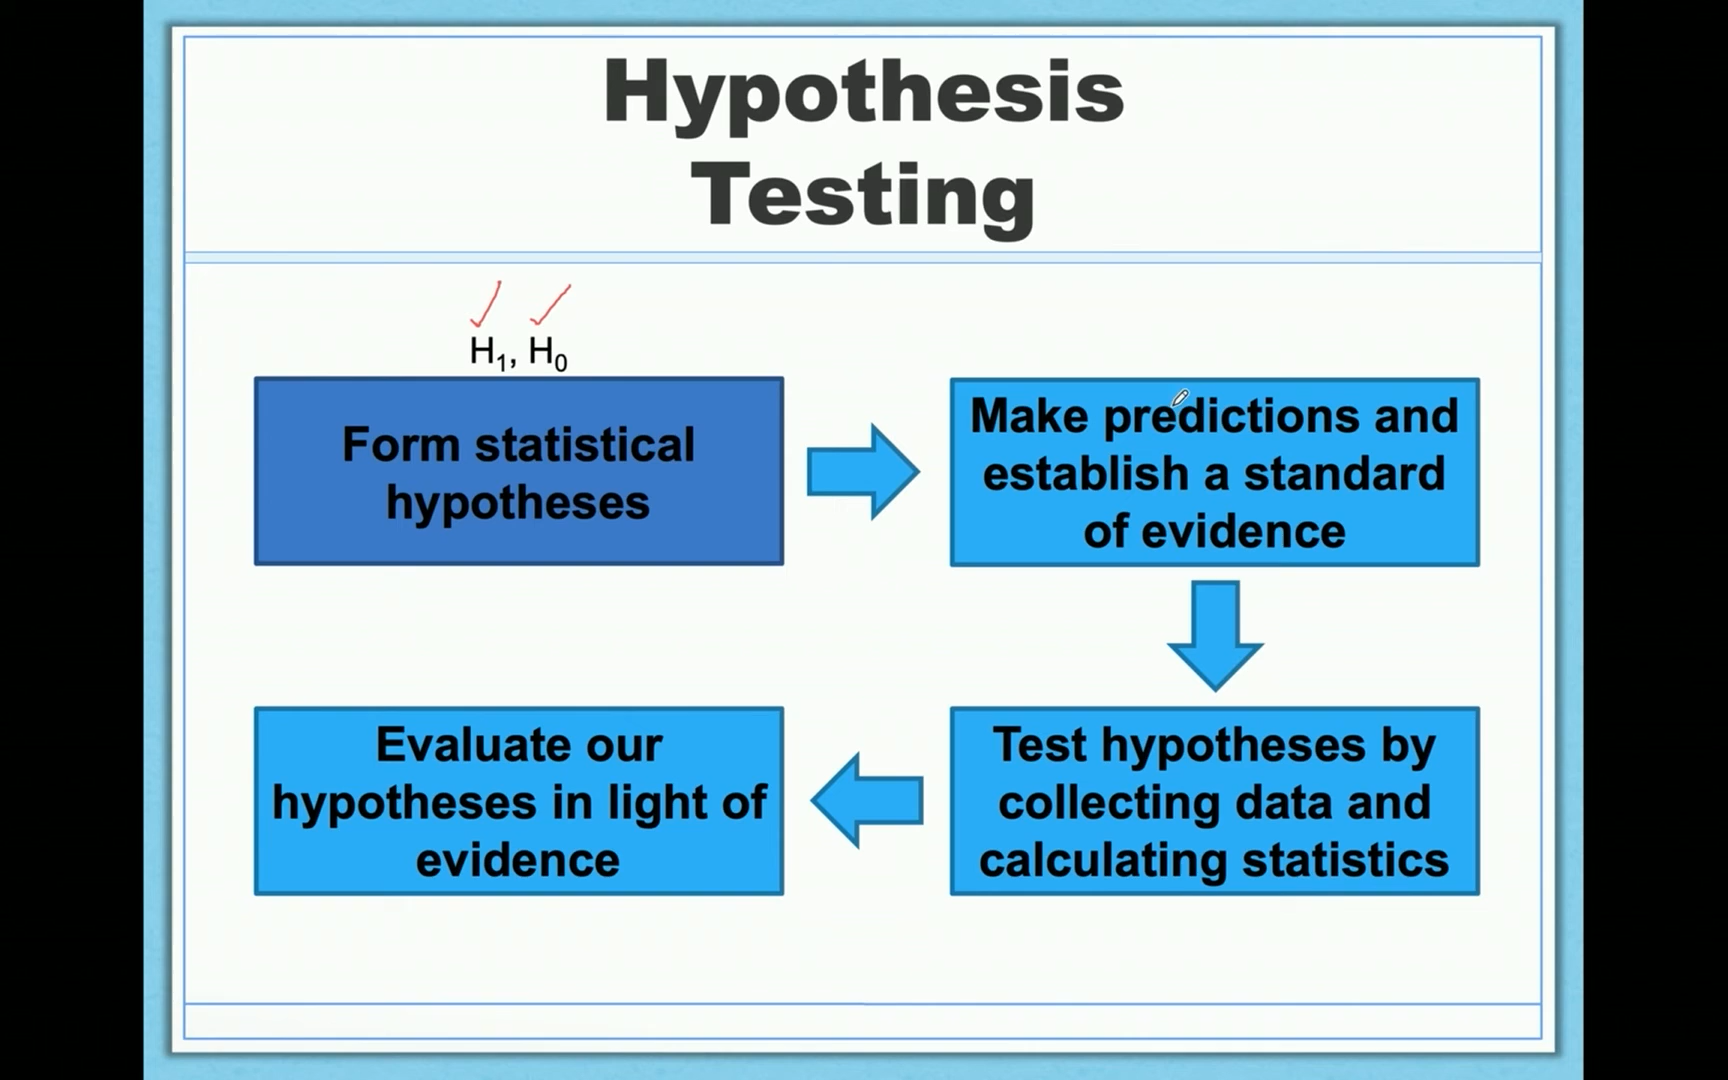 Hypothesis
Testing
H₁, H₀
Form statistical
hypotheses
Make predictions and
establish a standard
of evidence
Test hypotheses by
collecting data and
calculating statistics
Evaluate our
hypotheses in light of
evidence